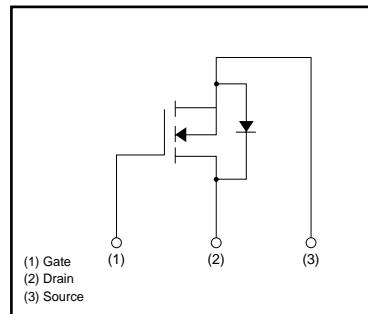 (1) Gate
(2) Drain
(3) Source
(1) (2) (3)